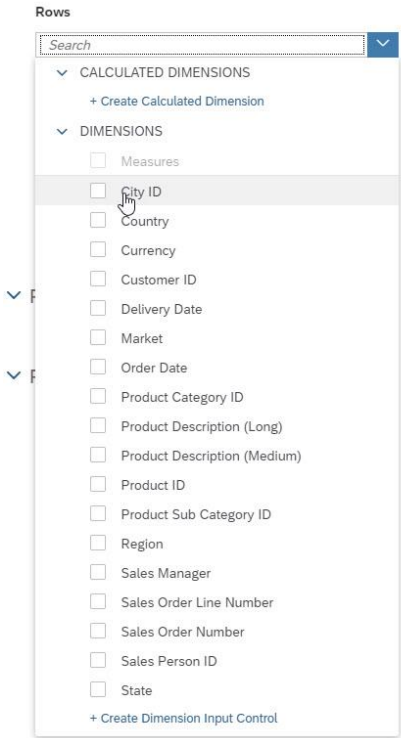 Rows
Search
CALCULATED DIMENSIONS
+ Create Calculated Dimension
DIMENSIONS
Measures
City ID
Country
Currency
Customer ID
Delivery Date
Market
Order Date
Product Category ID
Product Description (Long)
Product Description (Medium)
Product ID
Product Sub Category ID
Region
Sales Manager
Sales Order Line Number
Sales Order Number
Sales Person ID
State
+ Create Dimension Input Control